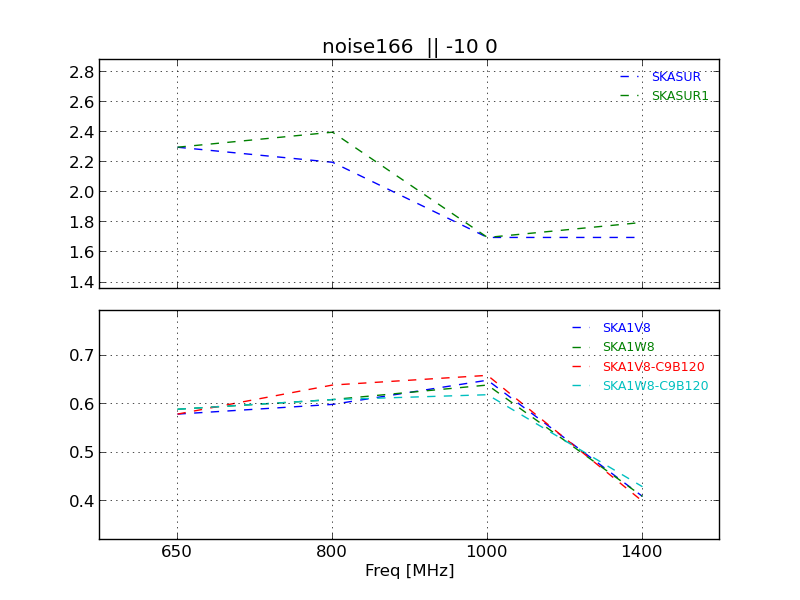 noise166 || -10 0
2.8
2.6
2.4
2.2
2.0
1.8
1.6
1.4
SKASUR
SKASUR1
0.7
0.6
0.5
0.4
SKA1V8
SKA1W8
SKA1V8-C9B120
SKA1W8-C9B120
650 800 1000 1400
Freq [MHz]